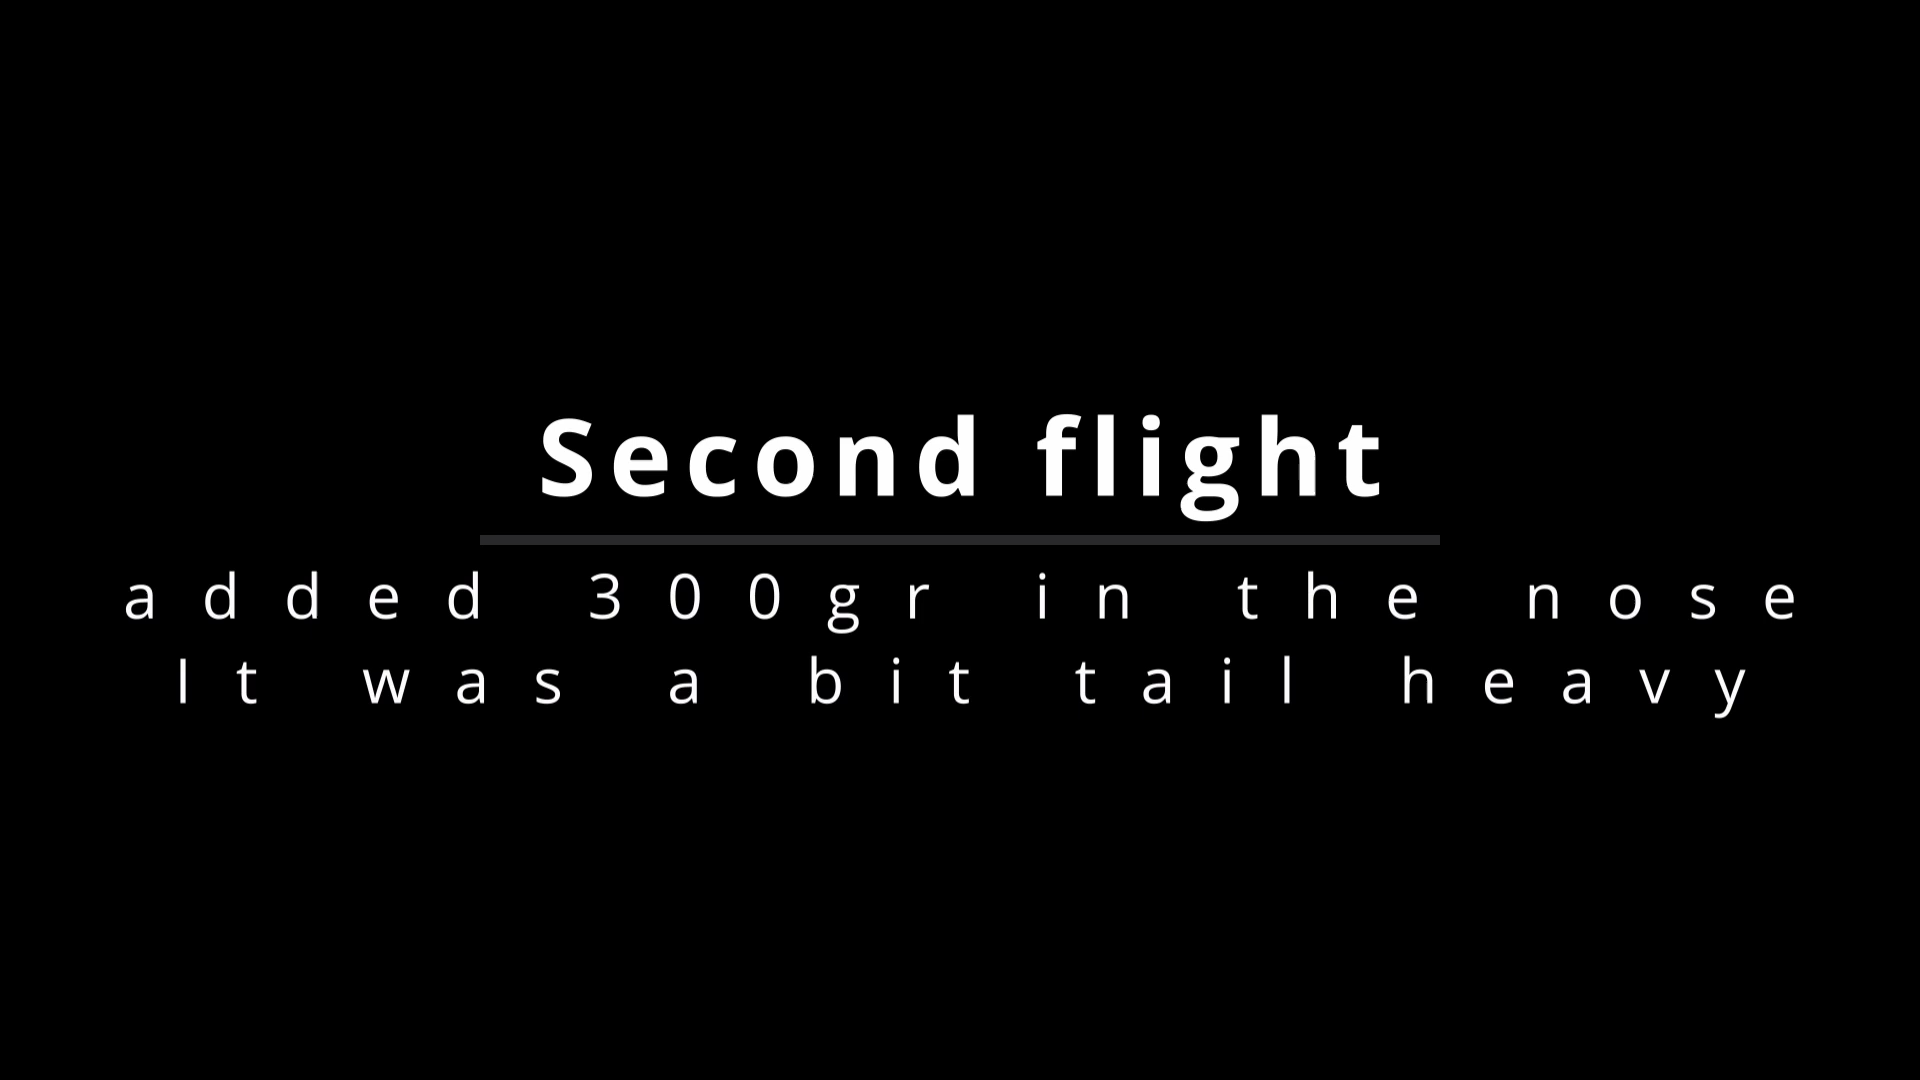 Second flight
added 300gr in the nose
It was a bit tail heavy